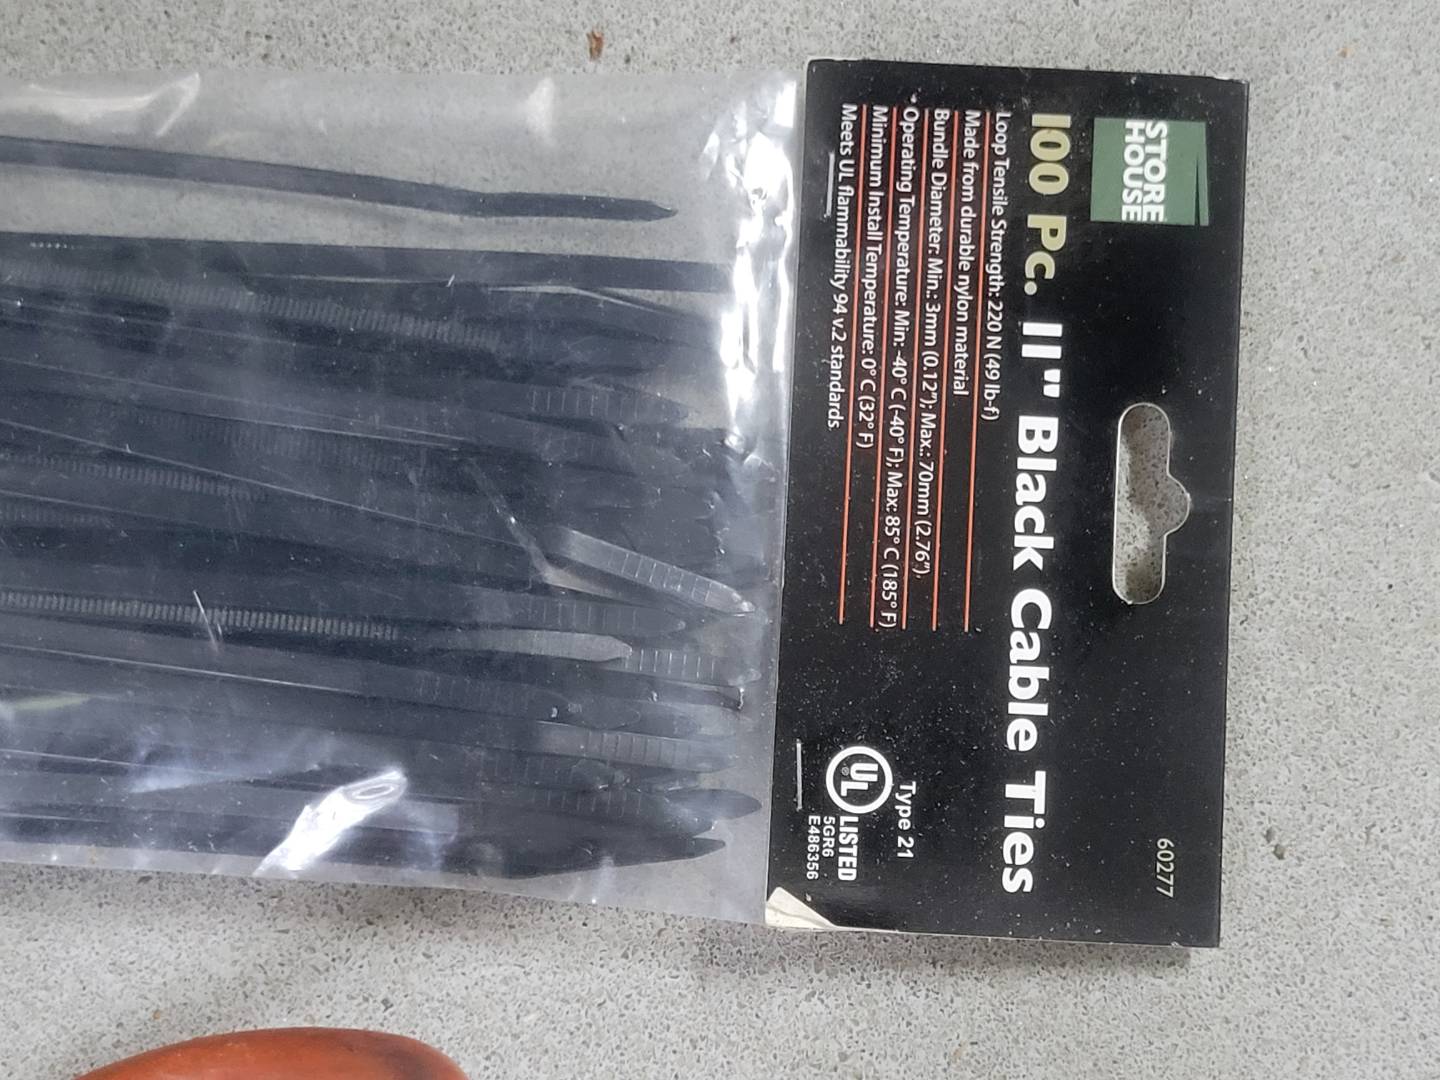 STORE
HOUSE
60277
100 Pc. 11" Black Cable Ties
Loop Tensile Strength: 220 N (49 lb-f)
Made from durable nylon material
Bundle Diameter: Min.: 3mm (0.12"); Max.: 70mm (2.76").
Operating Temperature: Min: -40° C (-40° F); Max: 85° C (185° F)
Minimum Install Temperature: 0° C (32° F)
Meets UL flammability 94 v.2 standards.
Type 21
UL ® LISTED
5GR6
E486356